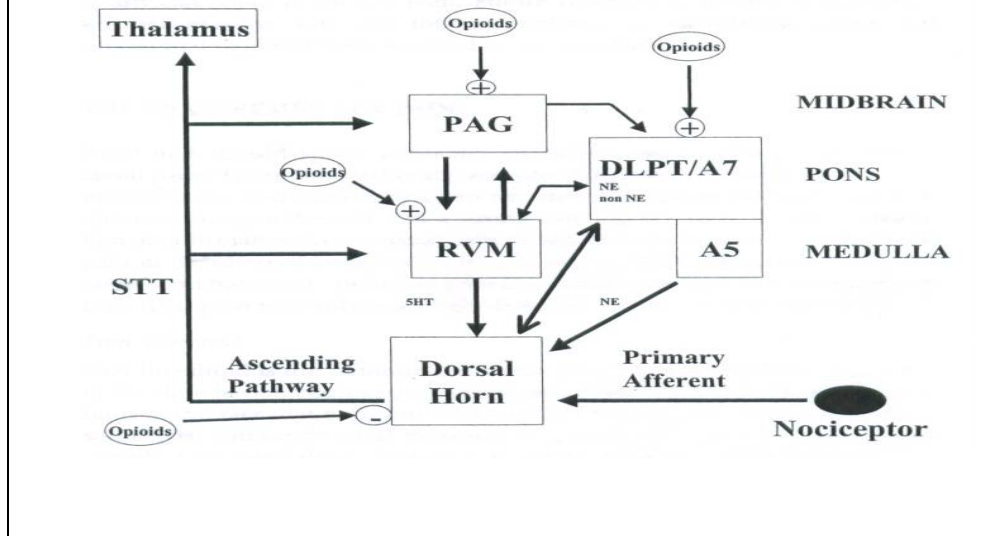 Opioids
Thalamus
Opioids
+
+
MIDBRAIN
PAG
DLPT/A7
NE
non NE
PONS
Opioids
+
RVM
A5
MEDULLA
STT
5HT
NE
Ascending
Pathway
Dorsal
Horn
Primary
Afferent
Opioids
-
Nociceptor